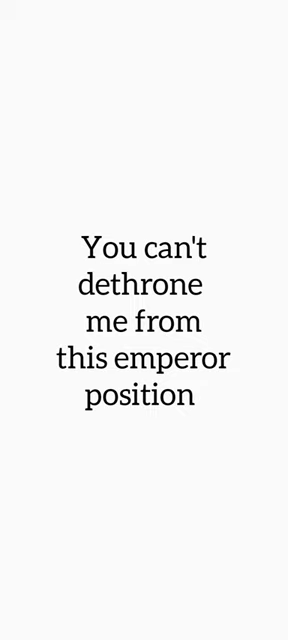 You can't
dethrone
me from
this emperor
position